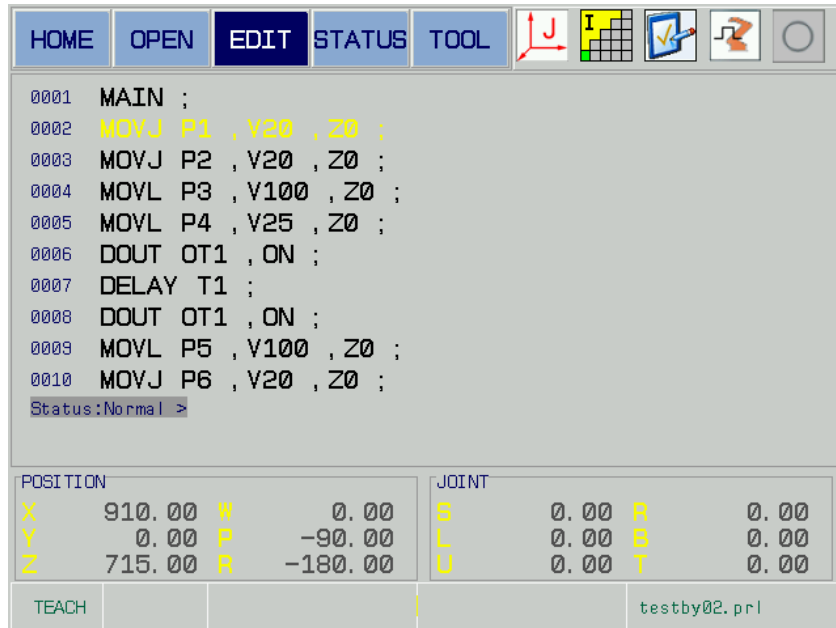 HOME OPEN EDIT STATUS TOOL J I
0001 MAIN ;
0002 MOVJ P1 , V20 , Z0 ;
0003 MOVJ P2 , V20 , Z0 ;
0004 MOVL P3 , V100 , Z0 ;
0005 MOVL P4 , V25 , Z0 ;
0006 DOUT OT1 , ON ;
0007 DELAY T1 ;
0008 DOUT OT1 , ON ;
0009 MOVL P5 , V100 , Z0 ;
0010 MOVJ P6 , V20 , Z0 ;
Status:Normal >
POSITION JOINT
X 910.00 W 0.00 S 0.00 R 0.00
Y 0.00 P -90.00 L 0.00 B 0.00
Z 715.00 R -180.00 U 0.00 T 0.00
TEACH testby02.prl